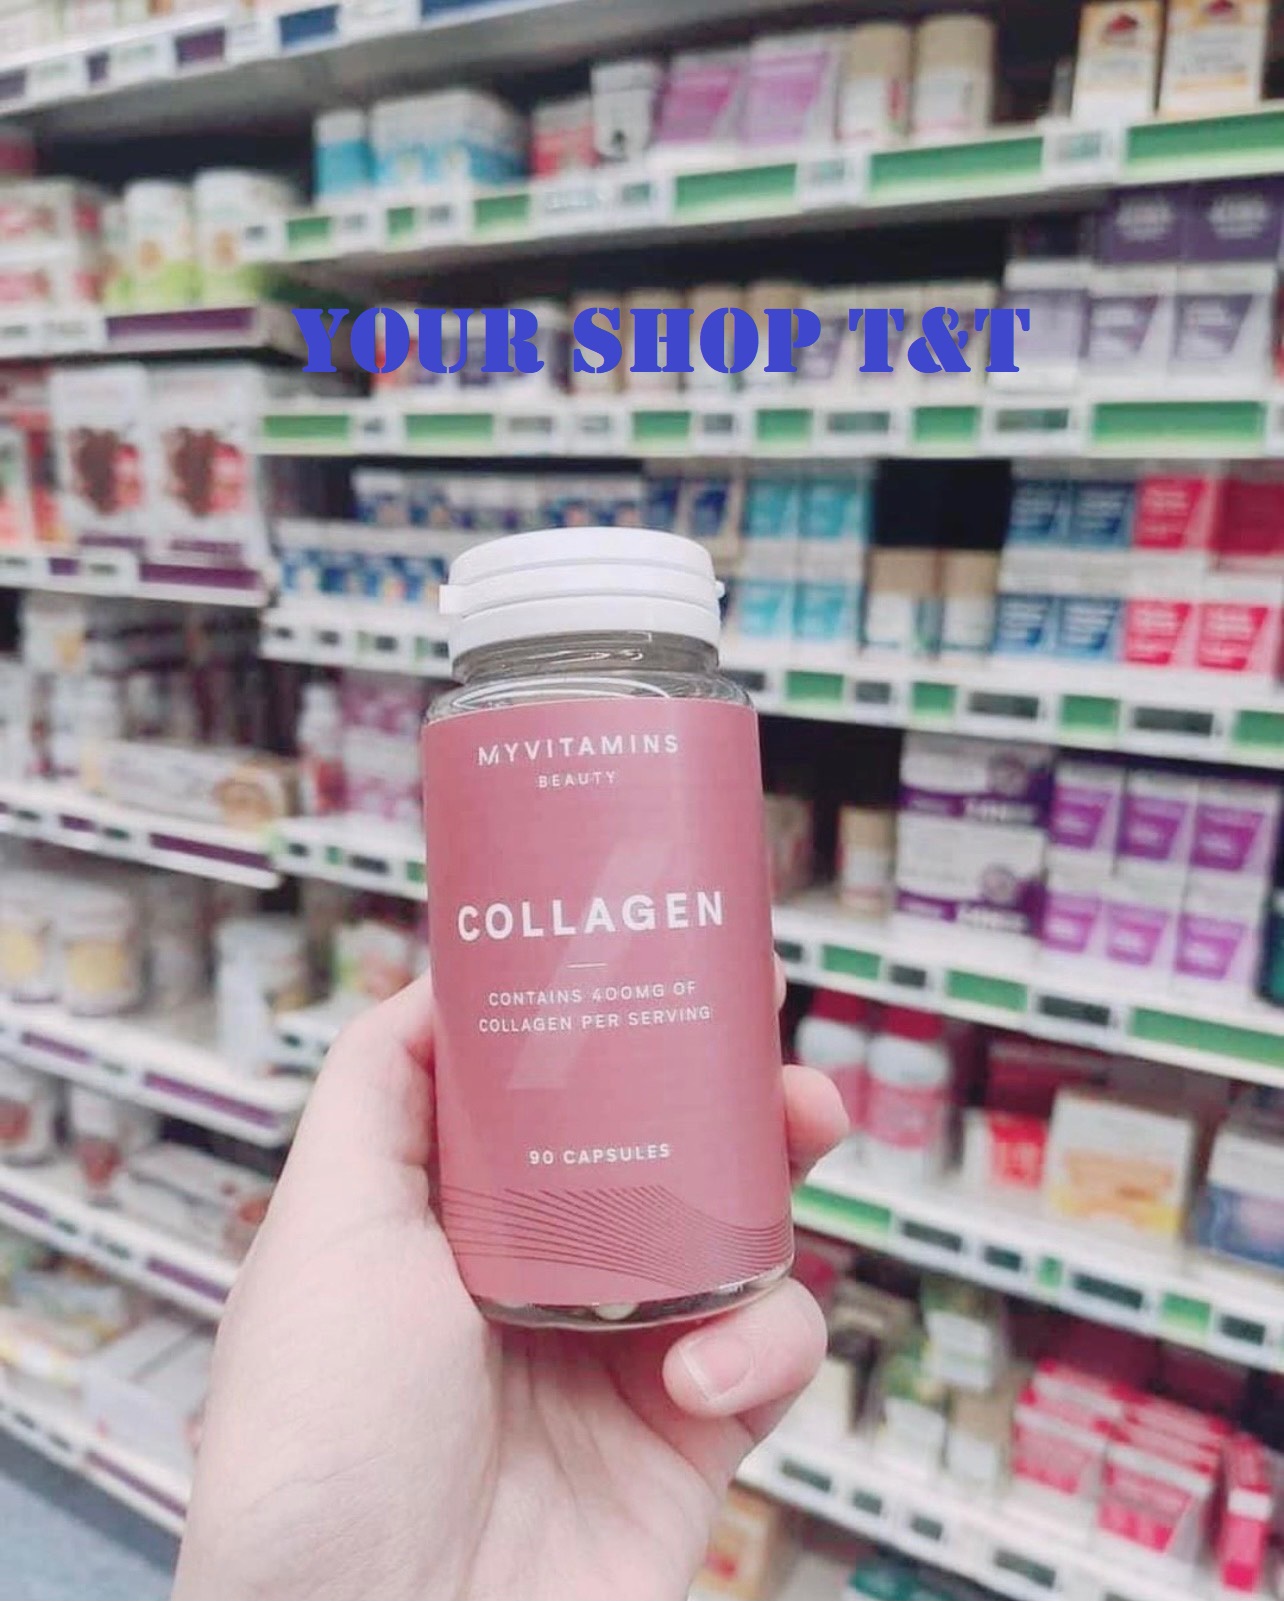 YOUR SHOP T&T
MYVITAMINS
BEAUTY
COLLAGEN
CONTAINS 400MG OF
COLLAGEN PER SERVING
90 CAPSULES